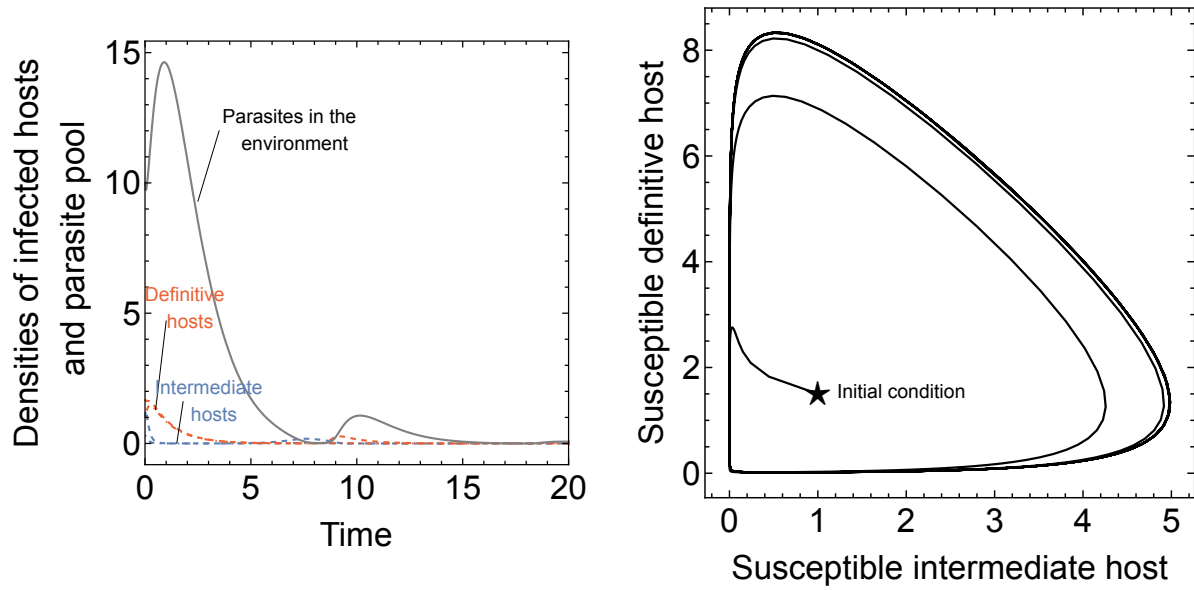 Densities of infected hosts
and parasite pool
15
10
5
0
Parasites in the
environment
Definitive
hosts
Intermediate
hosts
0
5
10
15
20
Time
Susceptible definitive host
8
6
4
2
0
Initial condition
0
1
2
3
4
5
Susceptible intermediate host